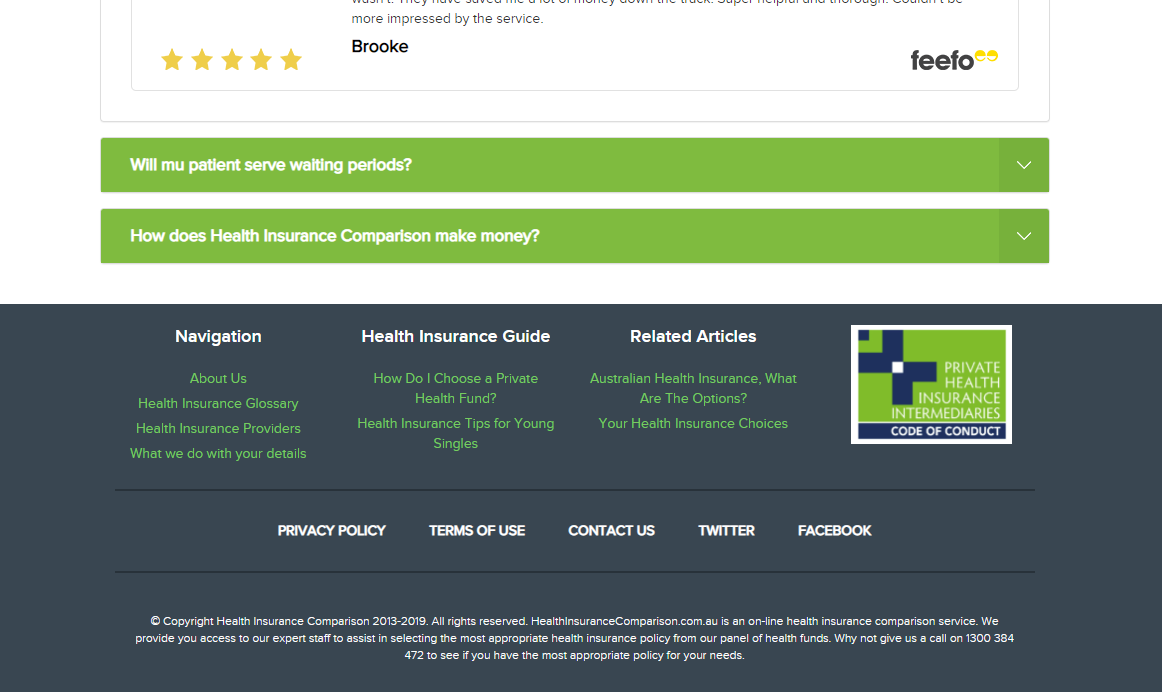 wasn't. They have saved me a lot of money down the track. Super helpful and thorough. Couldn't be
more impressed by the service.
Brooke
feefo
Will mu patient serve waiting periods?
How does Health Insurance Comparison make money?
Navigation
About Us
Health Insurance Glossary
Health Insurance Providers
What we do with your details
Health Insurance Guide
How Do I Choose a Private
Health Fund?
Health Insurance Tips for Young
Singles
Related Articles
Australian Health Insurance, What
Are The Options?
Your Health Insurance Choices
PRIVATE
HEALTH
INSURANCE
INTERMEDIARIES
CODE OF CONDUCT
PRIVACY POLICY TERMS OF USE CONTACT US TWITTER FACEBOOK
© Copyright Health Insurance Comparison 2013-2019. All rights reserved. HealthInsuranceComparison.com.au is an on-line health insurance comparison service. We
provide you access to our expert staff to assist in selecting the most appropriate health insurance policy from our panel of health funds. Why not give us a call on 1300 384
472 to see if you have the most appropriate policy for your needs.